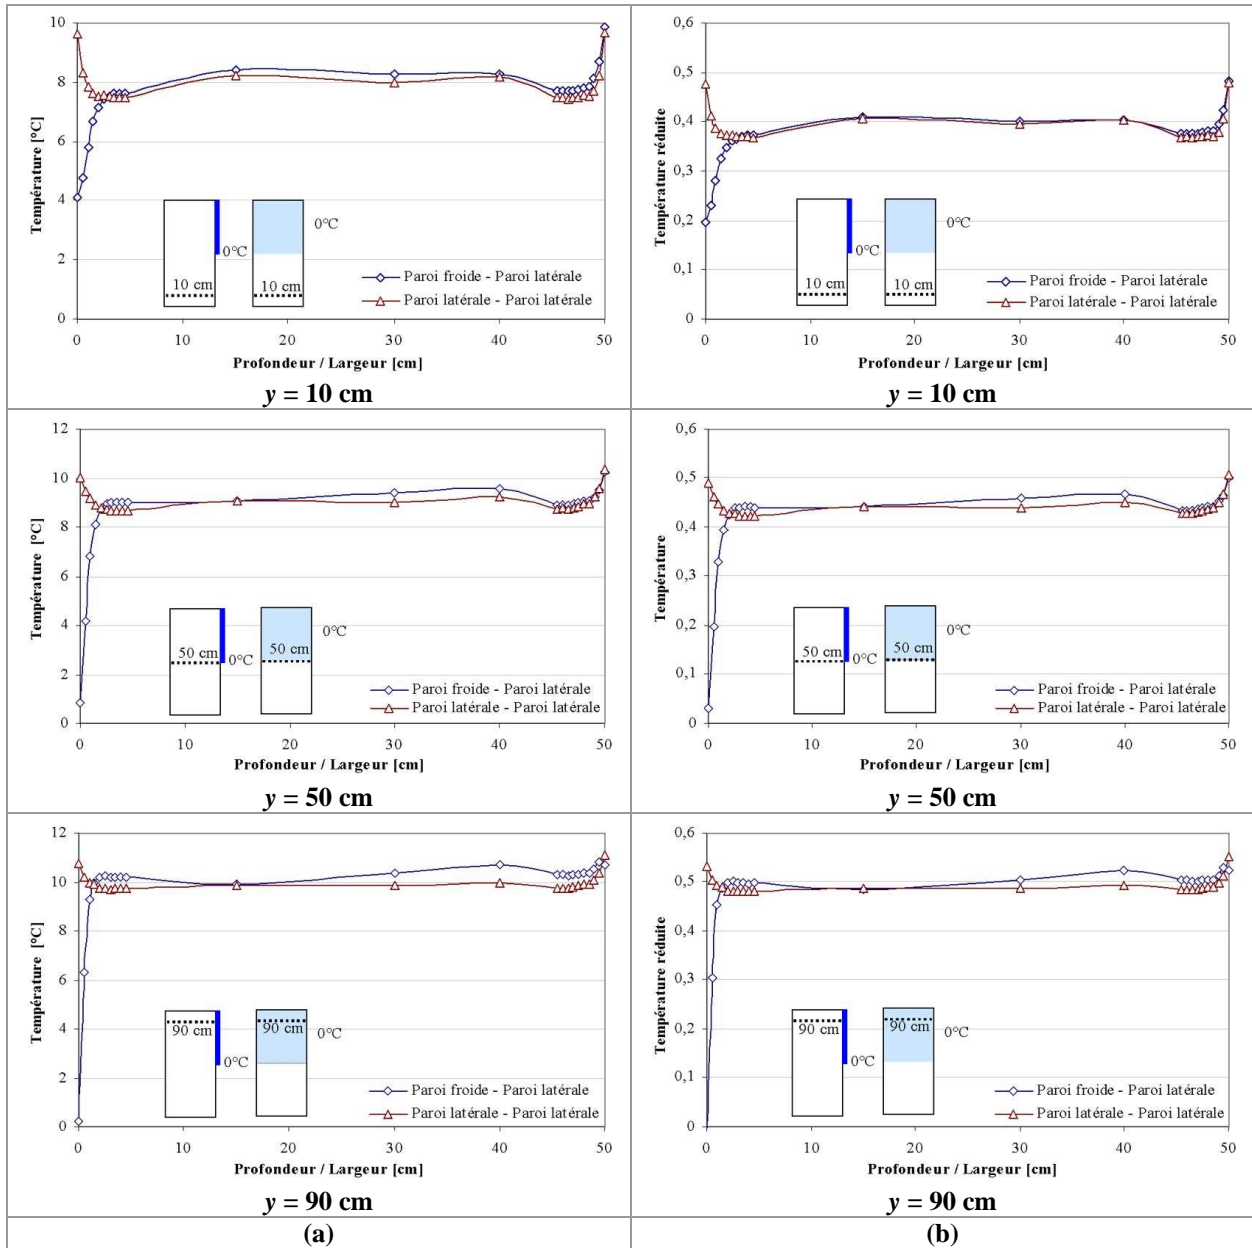 10
8
6
4
2
0
Température [°C]
0°C
0°C
10 cm
10 cm
Paroi froide - Paroi latérale
Paroi latérale - Paroi latérale
0
10
20
30
40
50
Profondeur / Largeur [cm]
y = 10 cm
0,6
0,5
0,4
0,3
0,2
0,1
0
Température réduite
0°C
0°C
10 cm
10 cm
Paroi froide - Paroi latérale
Paroi latérale - Paroi latérale
0
10
20
30
40
50
Profondeur / Largeur [cm]
y = 10 cm
12
10
8
6
4
2
0
Température [°C]
0°C
50 cm
50 cm
0°C
Paroi froide - Paroi latérale
Paroi latérale - Paroi latérale
0
10
20
30
40
50
Profondeur / Largeur [cm]
y = 50 cm
0,6
0,5
0,4
0,3
0,2
0,1
0
Température
0°C
50 cm
50 cm
0°C
Paroi froide - Paroi latérale
Paroi latérale - Paroi latérale
0
10
20
30
40
50
Profondeur / Largeur [cm]
y = 50 cm
12
10
8
6
4
2
0
Température [°C]
90 cm
90 cm
0°C
0°C
Paroi froide - Paroi latérale
Paroi latérale - Paroi latérale
0
10
20
30
40
50
Profondeur / Largeur [cm]
y = 90 cm
0,6
0,5
0,4
0,3
0,2
0,1
0
Température réduite
90 cm
90 cm
0°C
0°C
Paroi froide - Paroi latérale
Paroi latérale - Paroi latérale
0
10
20
30
40
50
Profondeur / Largeur [cm]
y = 90 cm
(a)
(b)